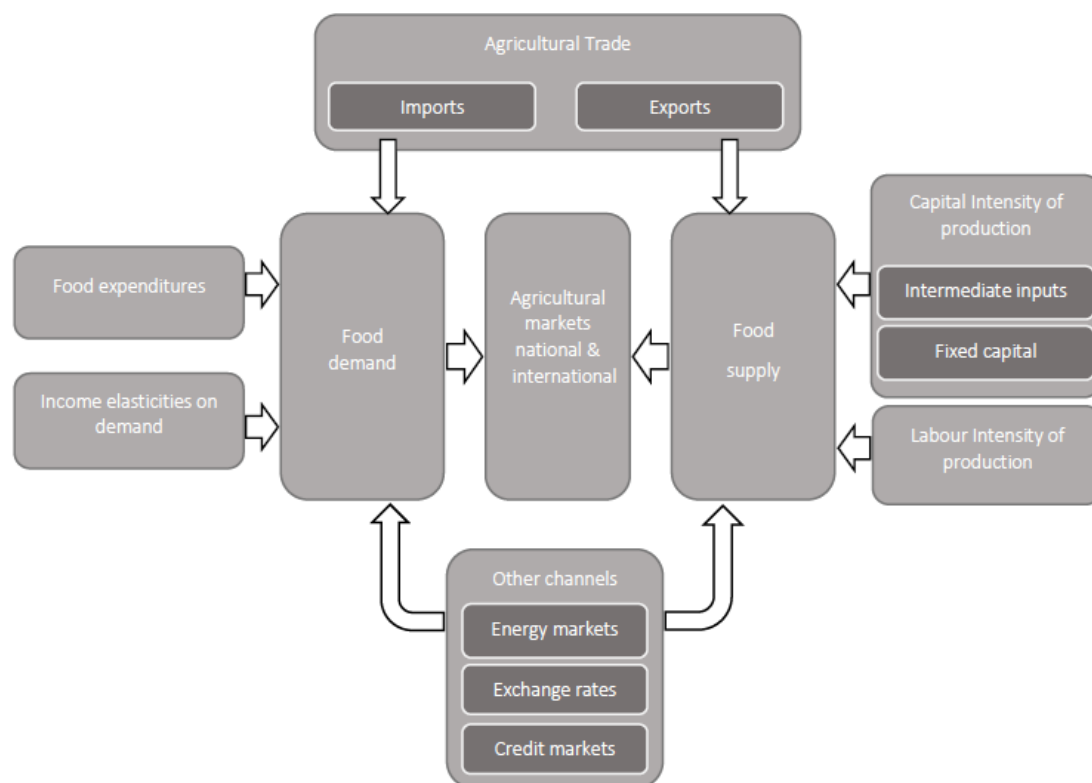 Agricultural Trade
Imports
Exports
Food expenditures
Income elasticities on
demand
Food
demand
Agricultural
markets
national &
international
Food
supply
Capital Intensity of
production
Intermediate inputs
Fixed capital
Labour Intensity of
production
Other channels
Energy markets
Exchange rates
Credit markets